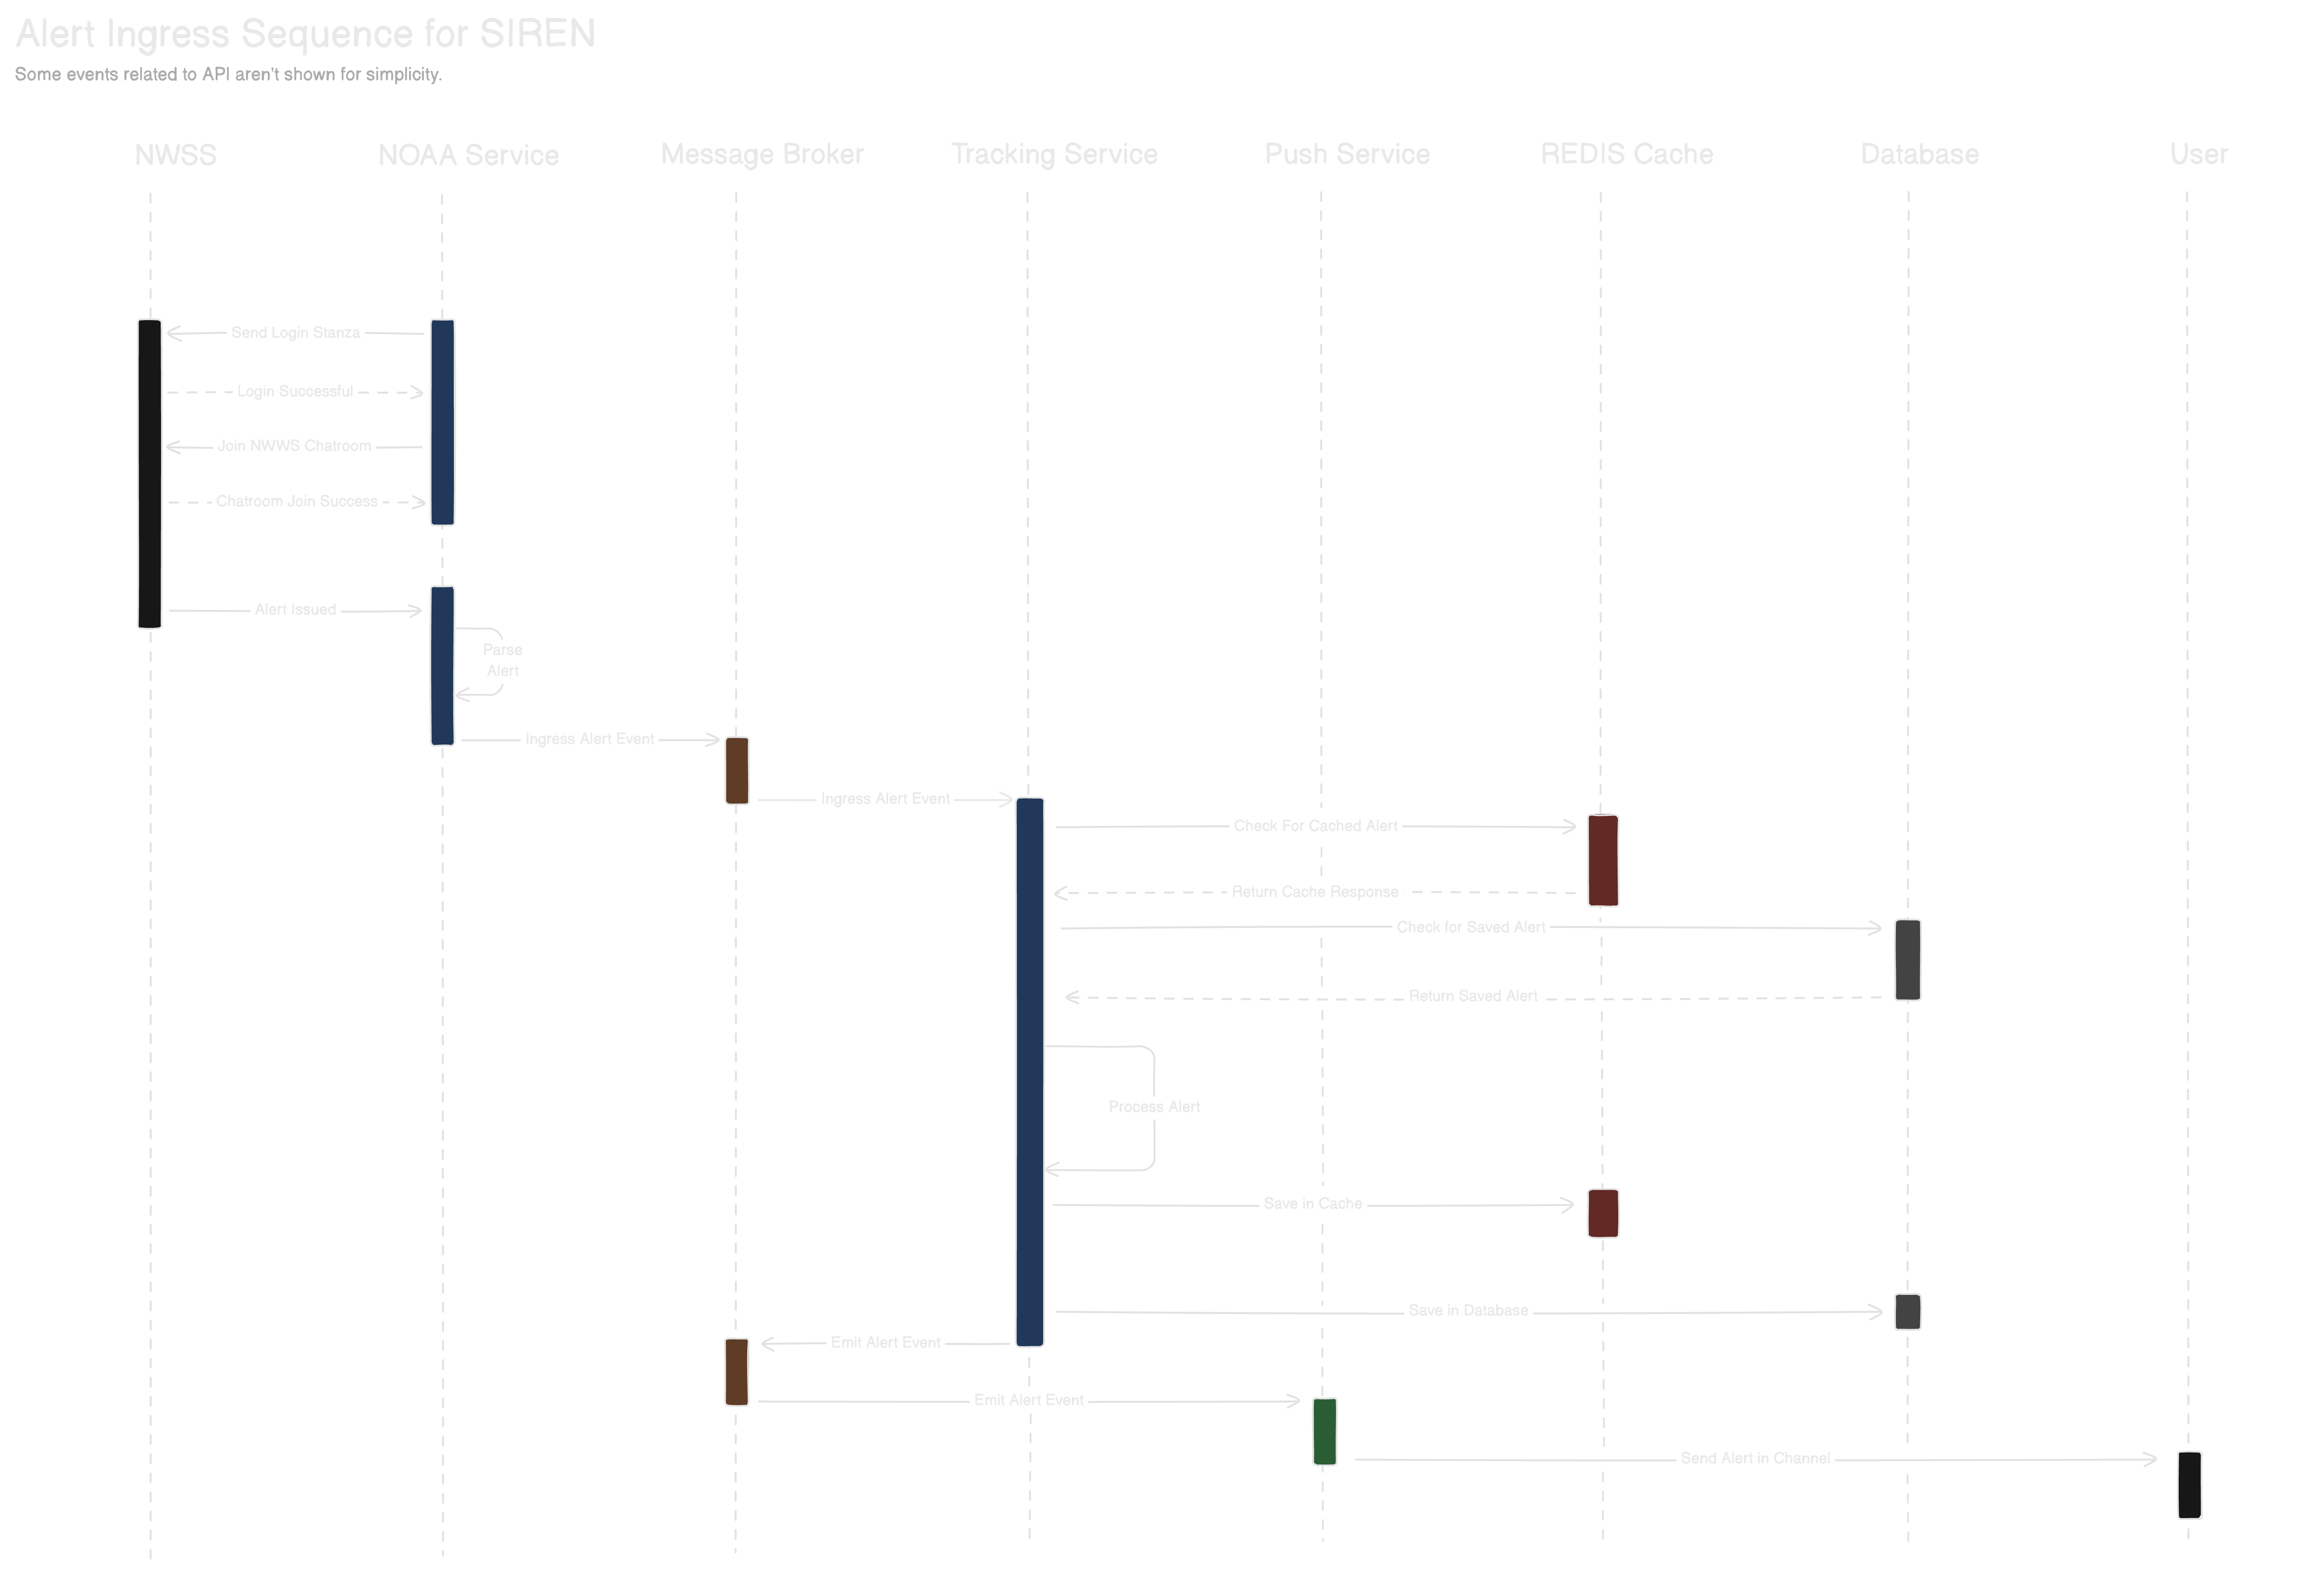 Alert Ingress Sequence for SIREN
Some events related to API aren't shown for simplicity.
NWSS
NOAA Service
Message Broker
Tracking Service
Push Service
REDIS Cache
Database
User
Send Login Stanza
Login Successful
Join NWWS Chatroom
Chatroom Join Success
Alert Issued
Parse
Alert
Ingress Alert Event
Ingress Alert Event
Check For Cached Alert
Return Cache Response
Check for Saved Alert
Return Saved Alert
Process Alert
Save in Cache
Save in Database
Emit Alert Event
Emit Alert Event
Send Alert in Channel